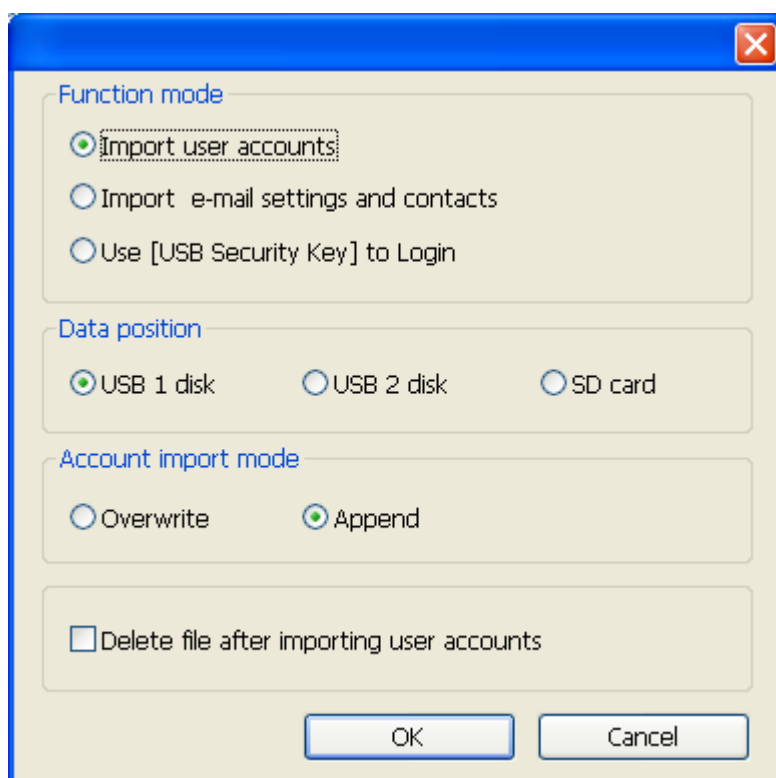 Function mode
Import user accounts
Import e-mail settings and contacts
Use [USB Security Key] to Login
Data position
USB 1 disk USB 2 disk SD card
Account import mode
Overwrite Append
Delete file after importing user accounts
OK Cancel